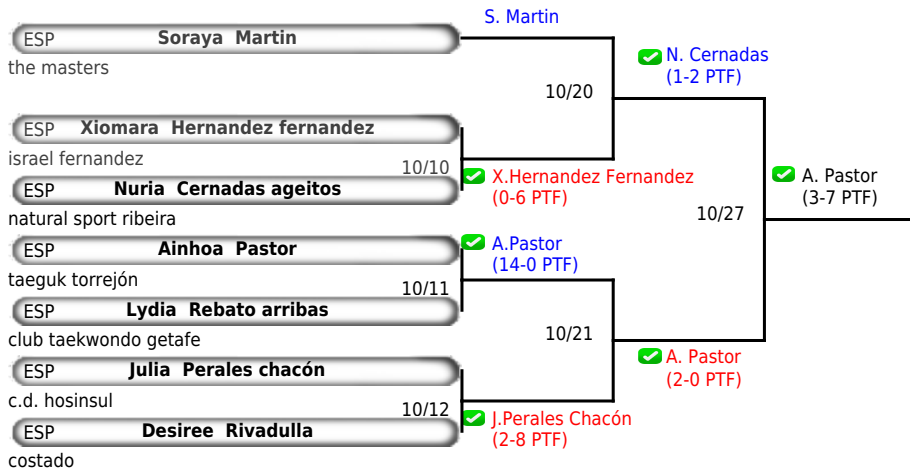 S. Martin
ESP Soraya Martin
the masters
N. Cernadas
(1-2 PTF)
10/20
ESP Xiomara Hernandez fernandez
israel fernandez
10/10
X.Hernandez Fernandez
(0-6 PTF)
ESP Nuria Cernadas ageitos
natural sport ribeira
A. Pastor
(3-7 PTF)
10/27
ESP Ainhoa Pastor
taeguk torrejón
A.Pastor
(14-0 PTF)
10/11
ESP Lydia Rebato arribas
club taekwondo getafe
10/21
A. Pastor
(2-0 PTF)
ESP Julia Perales chacón
c.d. hosinsul
10/12
J.Perales Chacón
(2-8 PTF)
ESP Desiree Rivadulla
costado